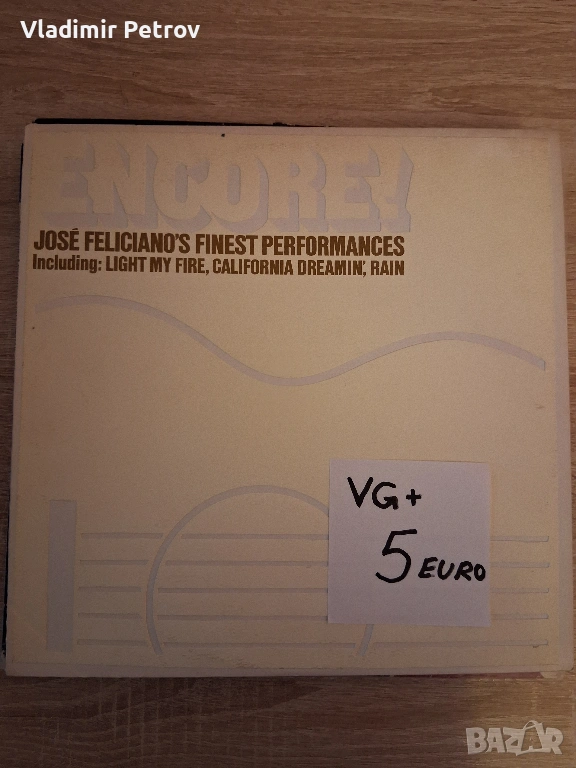 Vladimir Petrov
ENCORE!
JOSÉ FELICIANO'S FINEST PERFORMANCES
Including: LIGHT MY FIRE, CALIFORNIA DREAMIN', RAIN
VG+
5 EURO
BAZAR